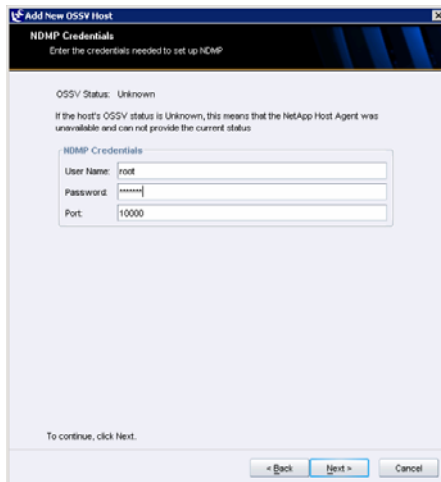 Add New OSSV Host
NDMP Credentials
Enter the credentials needed to set up NDMP
OSSV Status: Unknown
If the host's OSSV status is Unknown, this means that the NetApp Host Agent was
unavailable and can not provide the current status
NDMP Credentials
User Name: root
Password: *******
Port: 10000
To continue, click Next.
< Back Next > Cancel